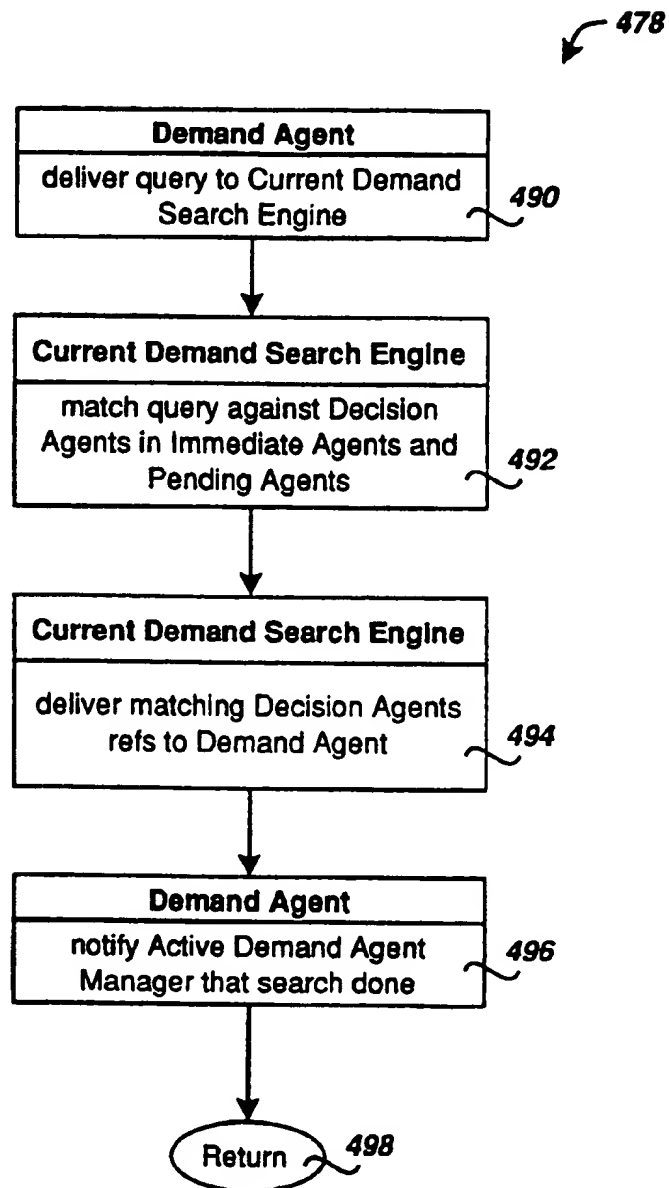 478
Demand Agent
deliver query to Current Demand
Search Engine
490
Current Demand Search Engine
match query against Decision
Agents in Immediate Agents and
Pending Agents
492
Current Demand Search Engine
deliver matching Decision Agents
refs to Demand Agent
494
Demand Agent
notify Active Demand Agent
Manager that search done
496
Return
498